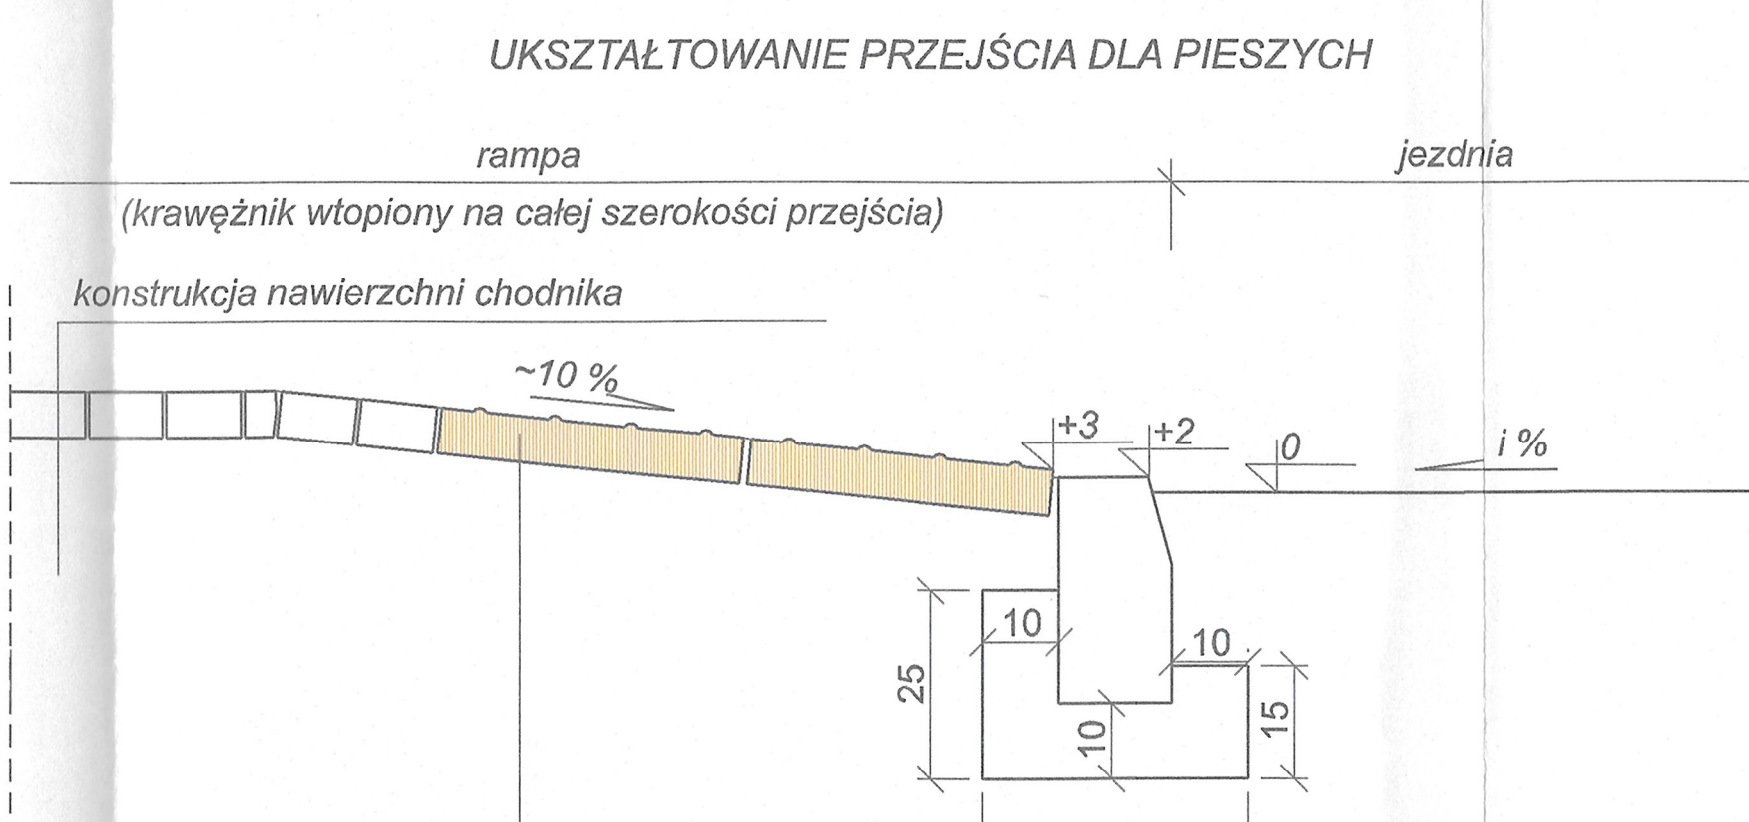 UKSZTAŁTOWANIE PRZEJŚCIA DLA PIESZYCH
rampa
jezdnia
(krawężnik wtopiony na całej szerokości przejścia)
konstrukcja nawierzchni chodnika
~10 %
+3
+2
0
i %
10
10
25
10
15